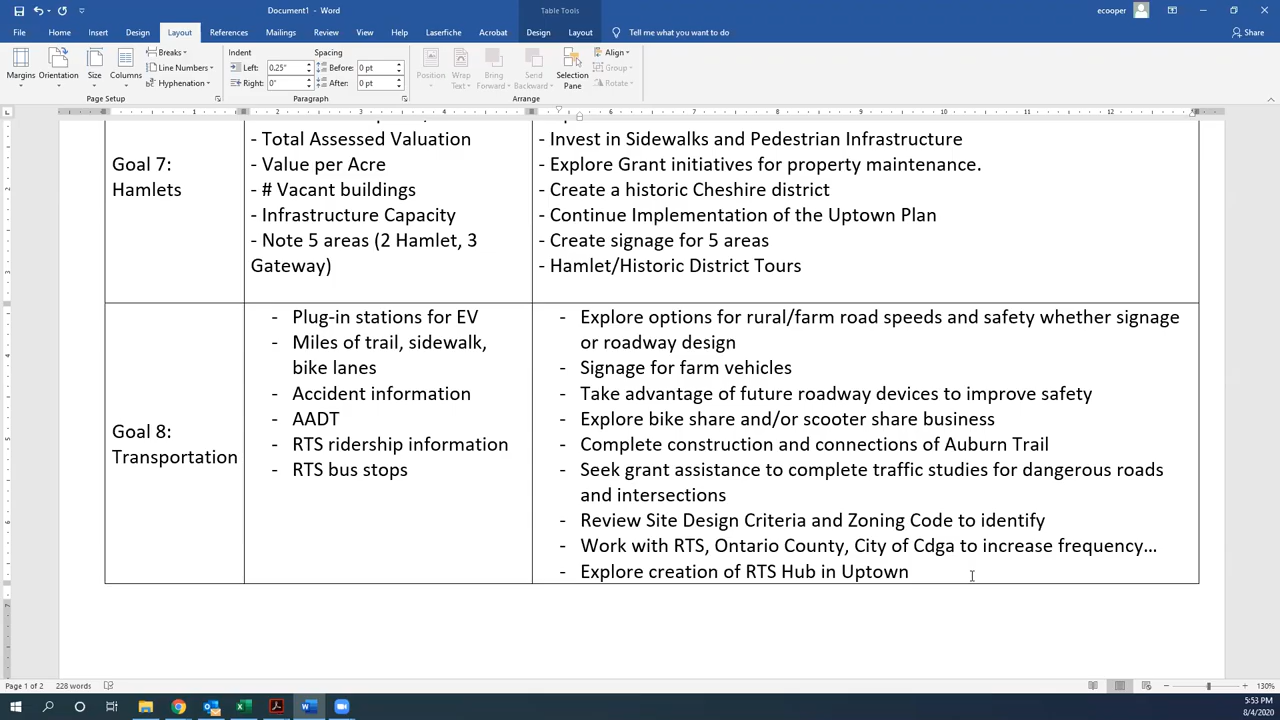 Document1 - Word
Table Tools
ecooper
File Home Insert Design Layout References Mailings Review View Help Laserfiche Acrobat Design Layout Tell me what you want to do Share
Margins Orientation Size Columns
Breaks
Line Numbers
Hyphenation
Page Setup
Indent
Left: 0.25"
Right: 0"
Spacing
Before: 0 pt
After: 0 pt
Paragraph
Position Wrap Text Bring Forward Send Backward Selection Pane
Align
Group
Rotate
Arrange
Goal 7:
Hamlets
- Total Assessed Valuation
- Value per Acre
- # Vacant buildings
- Infrastructure Capacity
- Note 5 areas (2 Hamlet, 3
Gateway)
- Invest in Sidewalks and Pedestrian Infrastructure
- Explore Grant initiatives for property maintenance.
- Create a historic Cheshire district
- Continue Implementation of the Uptown Plan
- Create signage for 5 areas
- Hamlet/Historic District Tours
Goal 8:
Transportation
- Plug-in stations for EV
- Miles of trail, sidewalk,
bike lanes
- Accident information
- AADT
- RTS ridership information
- RTS bus stops
- Explore options for rural/farm road speeds and safety whether signage
or roadway design
- Signage for farm vehicles
- Take advantage of future roadway devices to improve safety
- Explore bike share and/or scooter share business
- Complete construction and connections of Auburn Trail
- Seek grant assistance to complete traffic studies for dangerous roads
and intersections
- Review Site Design Criteria and Zoning Code to identify
- Work with RTS, Ontario County, City of Cdga to increase frequency…
- Explore creation of RTS Hub in Uptown
Page 1 of 2 228 words
130%
5:53 PM
8/4/2020